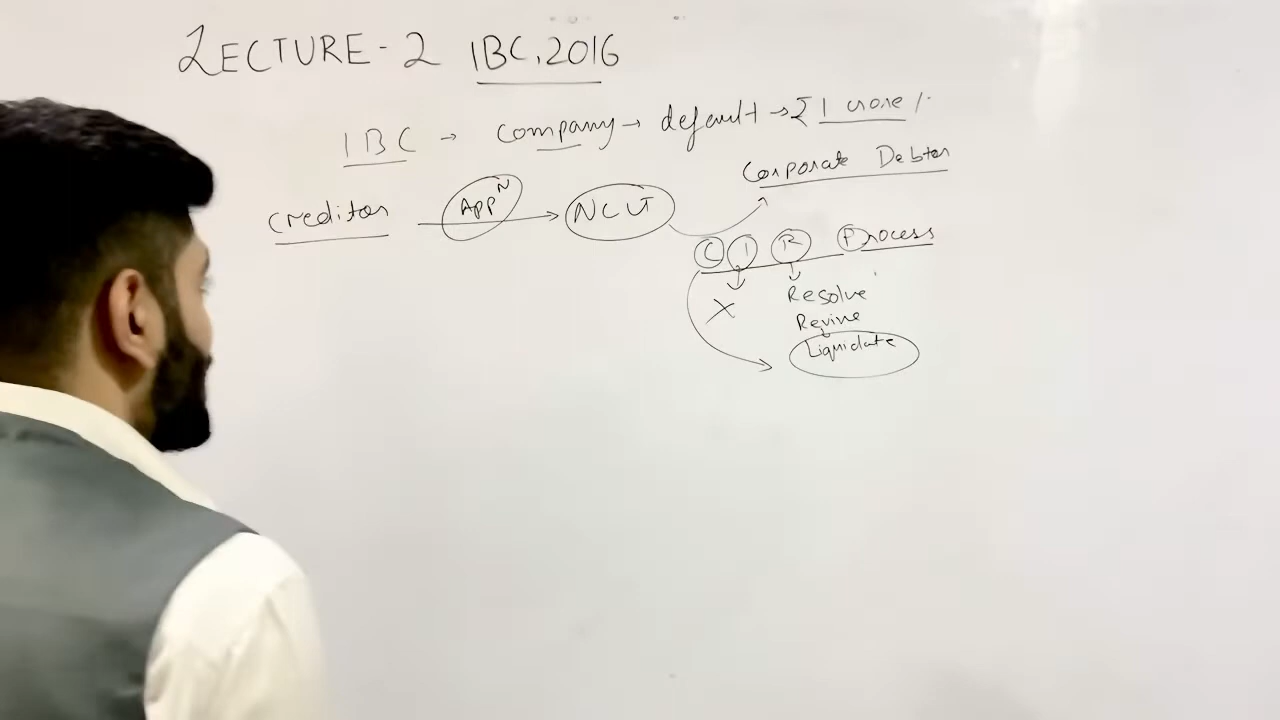 LECTURE - 2 IBC, 2016
IBC → Company → default → ₹ 1 crore/-
Corporate Debtor
Creditor APPᴺ → NCLT
C I R Process
X Resolve
Revive
Liquidate